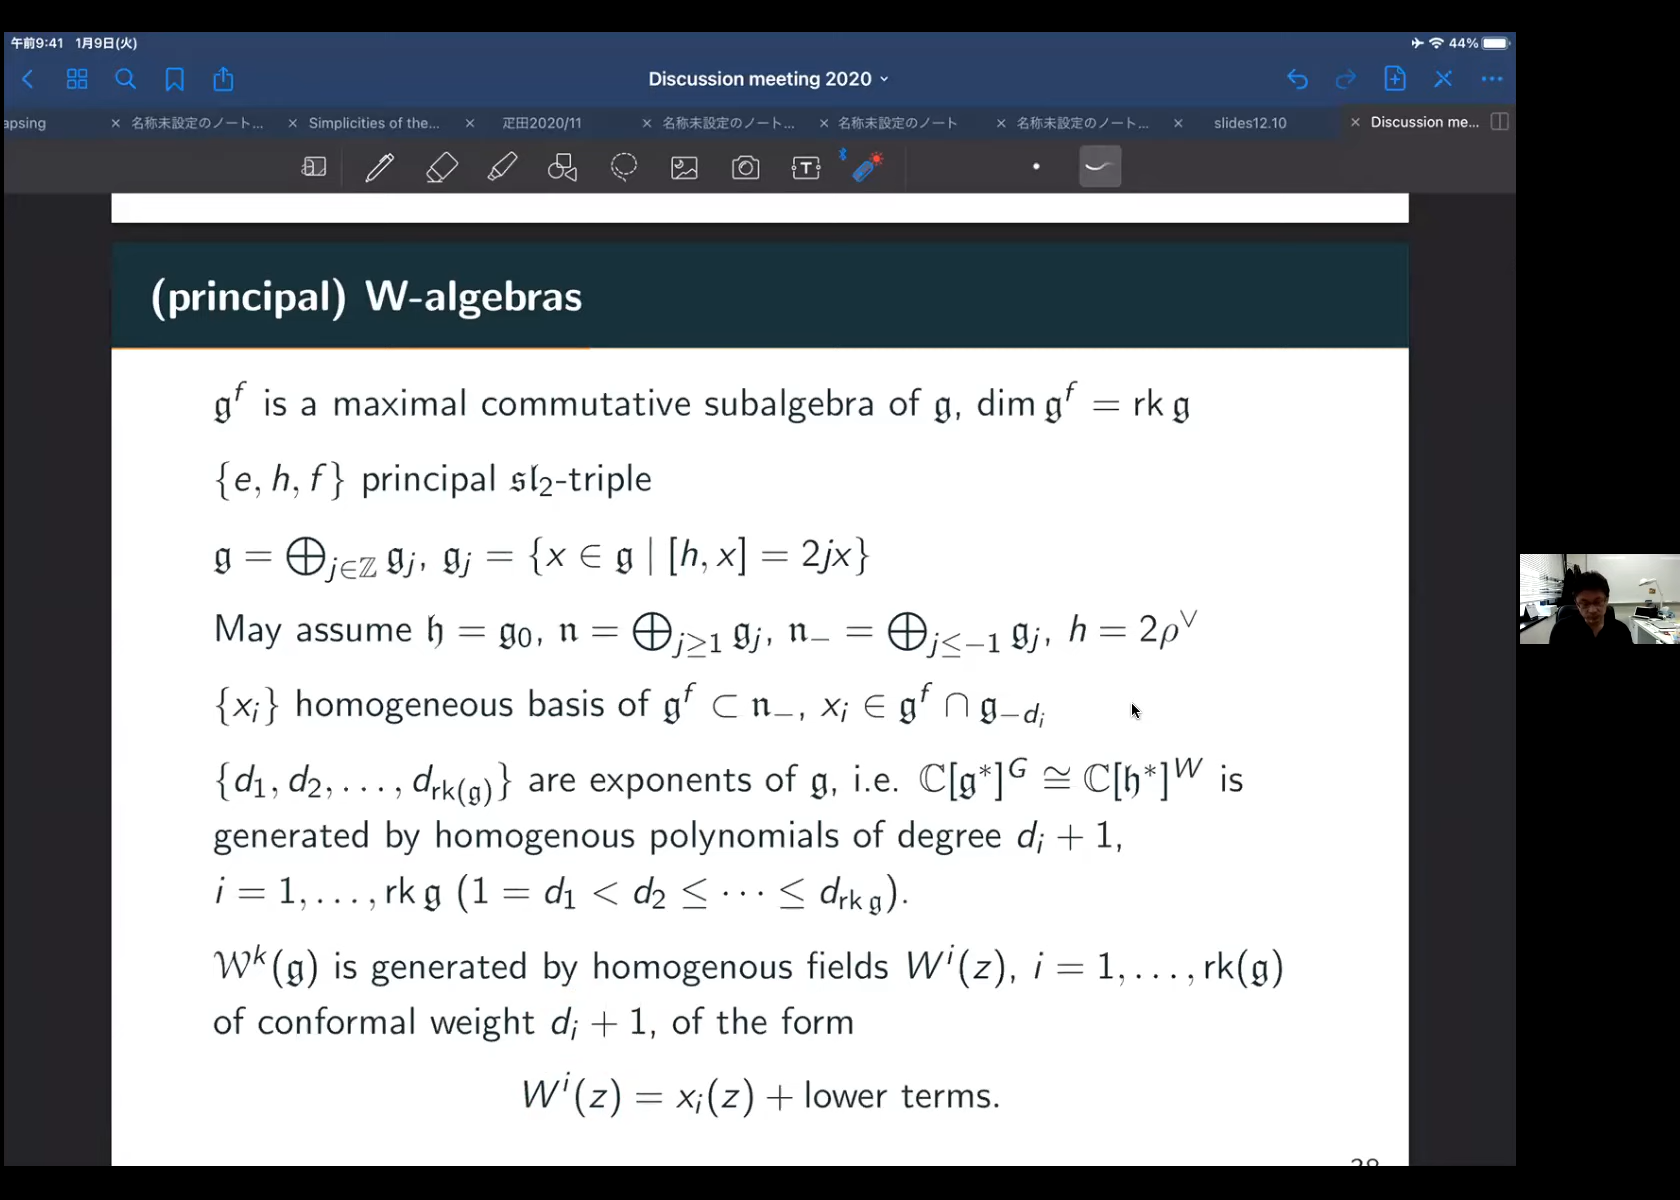 午前9:41 1月9日(火)
44%
Discussion meeting 2020
apsing
名称未設定のノート...
Simplicities of the...
疋田2020/11
名称未設定のノート...
名称未設定のノート
名称未設定のノート...
slides12.10
Discussion me...
(principal) W-algebras
𝔤^f is a maximal commutative subalgebra of 𝔤, dim 𝔤^f = rk 𝔤
{e, h, f} principal 𝔰𝔩₂-triple
𝔤 = ⊕_{j∈ℤ} 𝔤_j, 𝔤_j = {x ∈ 𝔤 | [h, x] = 2jx}
May assume 𝔥 = 𝔤₀, 𝔫 = ⊕_{j≥1} 𝔤_j, 𝔫₋ = ⊕_{j≤−1} 𝔤_j, h = 2ρ^∨
{x_i} homogeneous basis of 𝔤^f ⊂ 𝔫₋, x_i ∈ 𝔤^f ∩ 𝔤_{−d_i}
{d₁, d₂, . . . , d_{rk(𝔤)}} are exponents of 𝔤, i.e. ℂ[𝔤*]^G ≅ ℂ[𝔥*]^W is
generated by homogenous polynomials of degree d_i + 1,
i = 1, . . . , rk 𝔤 (1 = d₁ < d₂ ≤ · · · ≤ d_{rk 𝔤}).
𝒲^k(𝔤) is generated by homogenous fields W^i(z), i = 1, . . . , rk(𝔤)
of conformal weight d_i + 1, of the form
W^i(z) = x_i(z) + lower terms.